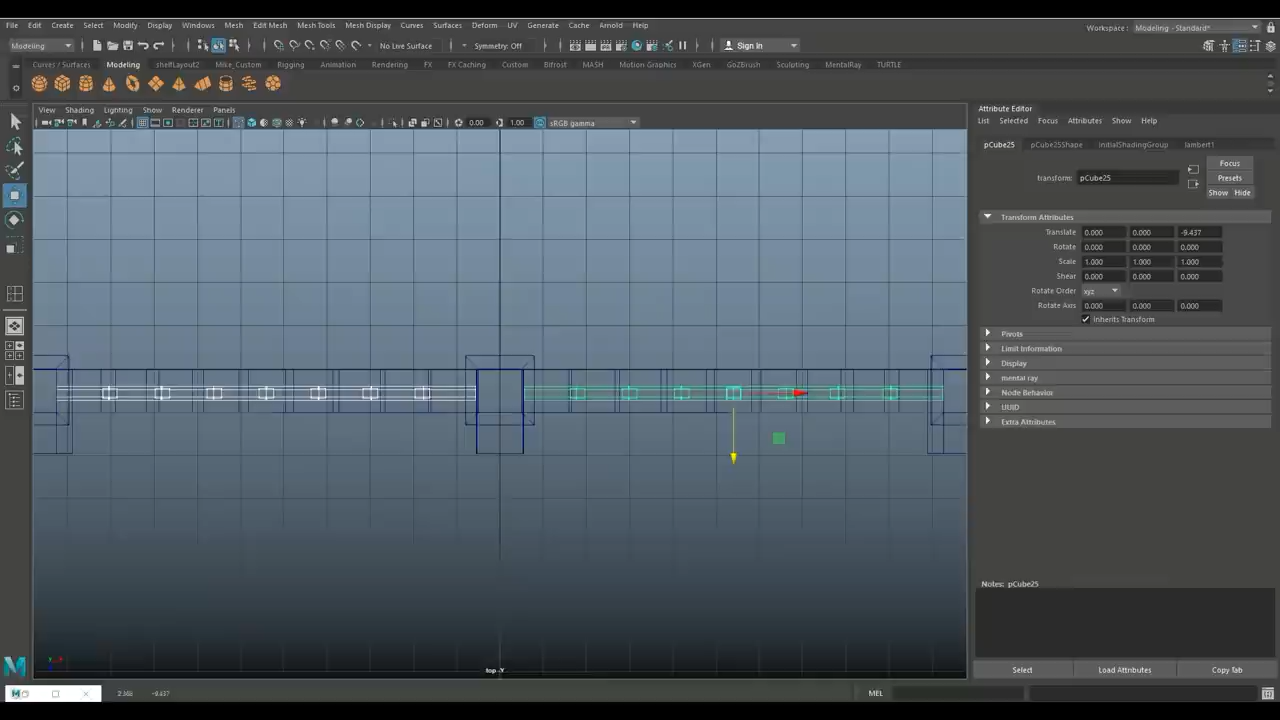 File Edit Create Select Modify Display Windows Mesh Edit Mesh Mesh Tools Mesh Display Curves Surfaces Deform UV Generate Cache Arnold Help
Workspace: Modeling - Standard*
Modeling No Live Surface Symmetry: Off Sign In
Curves / Surfaces Modeling shelfLayout2 Mike_Custom Rigging Animation Rendering FX FX Caching Custom Bifrost MASH Motion Graphics XGen GoZBrush Sculpting MentalRay TURTLE
View Shading Lighting Show Renderer Panels
0.00 1.00 sRGB gamma
top -Y
Attribute Editor
List Selected Focus Attributes Show Help
pCube25 pCube25Shape initialShadingGroup lambert1
Focus
transform: pCube25 Presets
Show Hide
Transform Attributes
Translate 0.000 0.000 -9.437
Rotate 0.000 0.000 0.000
Scale 1.000 1.000 1.000
Shear 0.000 0.000 0.000
Rotate Order xyz
Rotate Axis 0.000 0.000 0.000
Inherits Transform
Pivots
Limit Information
Display
mental ray
Node Behavior
UUID
Extra Attributes
Notes: pCube25
Select Load Attributes Copy Tab
-9.437 MEL